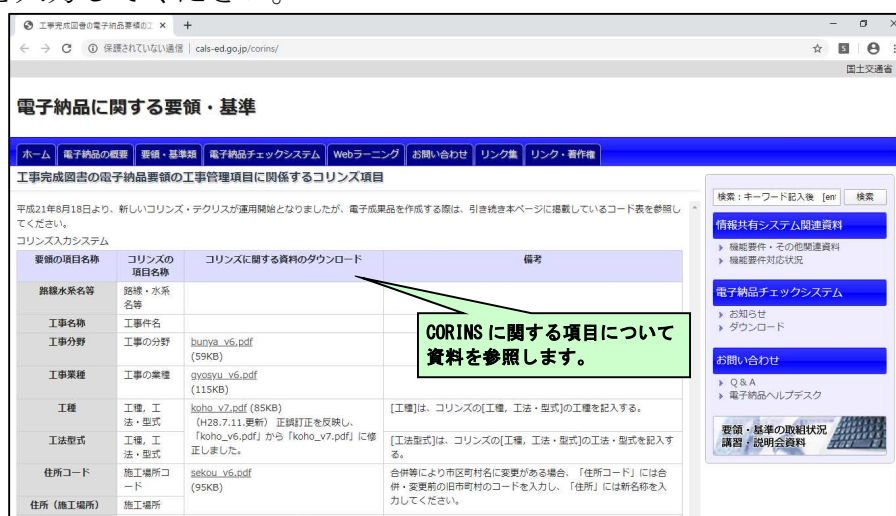 工事完成図書の電子納品要領の工
保護されていない通信 | cals-ed.go.jp/corins/
国土交通省
電子納品に関する要領・基準
ホーム 電子納品の概要 要領・基準類 電子納品チェックシステム Webラーニング お問い合わせ リンク集 リンク・著作権
工事完成図書の電子納品要領の工事管理項目に関係するコリンズ項目
平成21年8月18日より、新しいコリンズ・テクリスが運用開始となりましたが、電子成果品を作成する際は、引き続き本ページに掲載しているコード表を参照し
てください。
コリンズ入力システム
要領の項目名称 コリンズの 項目名称 コリンズに関する資料のダウンロード 備考
路線水系名等 路線・水系
名等
工事名称 工事件名
工事分野 工事の分野 bunya_v6.pdf
(59KB)
工事業種 工事の業種 gyosyu_v6.pdf
(115KB)
工種 工種, 工
法・型式
koho_v7.pdf (85KB)
(H28.7.11.更新) 正誤訂正を反映し、
「koho_v6.pdf」から「koho_v7.pdf」に修
正しました。
[工種]は、コリンズの[工種, 工法・型式]の工種を記入する。
工法型式 工種, 工
法・型式
[工法型式]は、コリンズの[工種, 工法・型式]の工法・型式を記入す
る。
住所コード 施工場所コ
ード
sekou_v6.pdf
(95KB)
合併等により市区町村名に変更がある場合、「住所コード」には合
併・変更前の旧市町村のコードを入力し、「住所」には新名称を入
力してください。
住所（施工場所） 施工場所
CORINSに関する項目について
資料を参照します。
検索：キーワード記入後 [en 検索
情報共有システム関連資料
機能要件・その他関連資料
機能要件対応状況
電子納品チェックシステム
お知らせ
ダウンロード
お問い合わせ
Q&A
電子納品ヘルプデスク
要領・基準の取組状況
講習・説明会資料